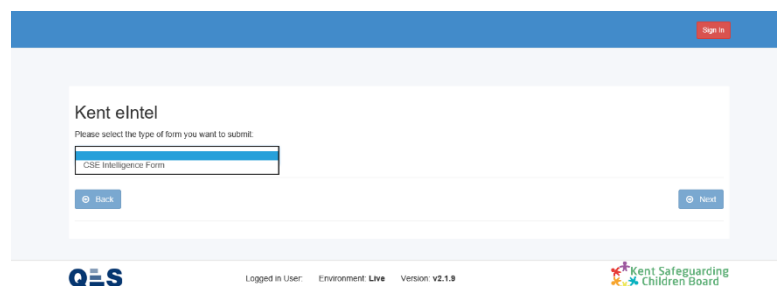 Sign In
Kent eIntel
Please select the type of form you want to submit:
CSE Intelligence Form
Back
Next
QES
Logged in User: Environment: Live Version: v2.1.9
Kent Safeguarding
Children Board